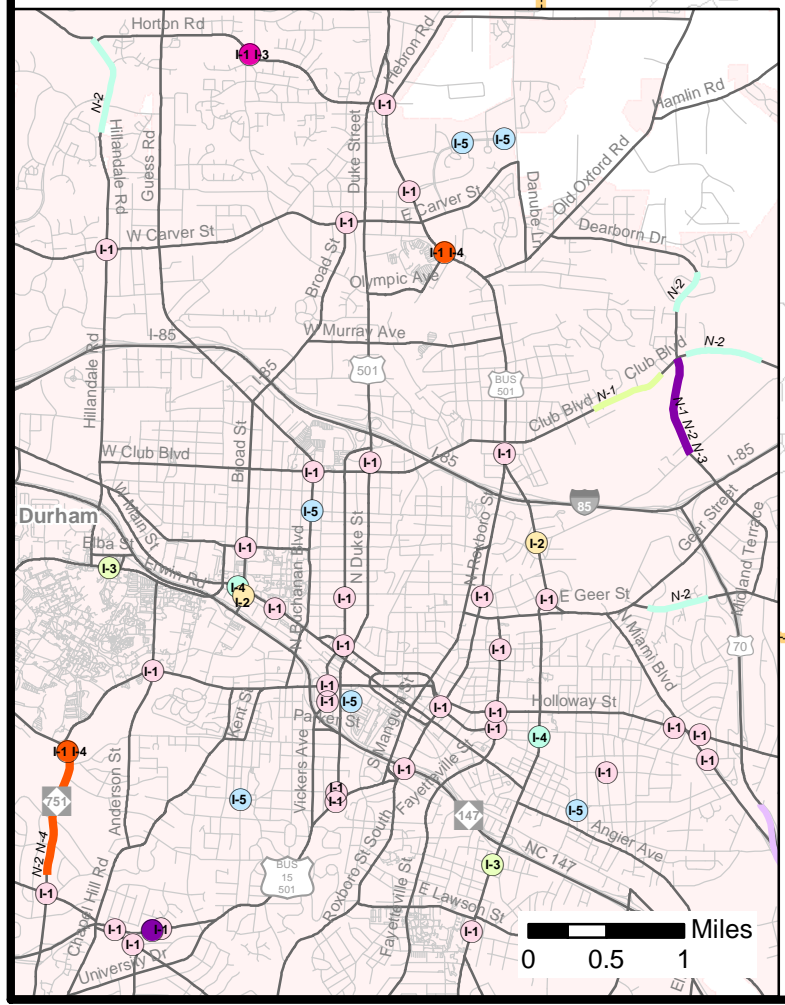 Horton Rd
I-1 I-3
Hebron Rd
N-2
Hamlin Rd
I-1
I-5
I-5
Guess Rd
Duke Street
Hillandale Rd
Old Oxford Rd
Danube Ln
I-1
E Carver St
I-1
W Carver St
Dearborn Dr
I-1
I-1 I-4
Broad St
Olympic Ave
N-2
I-85
W Murray Ave
N-2
Hillandale Rd
I-85
501
BUS
501
Club Blvd
N-1
Club Blvd
N-1 N-2 N-3
W Club Blvd
Broad St
I-1
I-1
I-85
I-1
I-85
W Main St
85
Geer Street
Durham
I-5
N Duke St
N Roxboro St
Midland Terrace
Elba St
I-1
I-2
I-3
Erwin Rd
N Buchanan Blvd
I-4
I-2
I-1
I-1
I-1
I-1
E Geer St
N-2
N Miami Blvd
I-1
I-1
70
I-1
I-1
I-1
I-5
Kent St
Parker St
S Mangum St
I-1
I-1
I-1
Holloway St
I-1
I-1
I-4
I-1 I-4
Anderson St
Vickers Ave
Fayetteville St
I-1
I-1
I-1
751
I-5
I-1
I-1
147
I-5
Angier Ave
N-2 N-4
BUS
15
501
Roxboro St South
Fayetteville St
I-3
NC 147
I-1
Chapel Hill Rd
E Lawson St
I-1
I-1
I-1
I-1
University Dr
Miles
0 0.5 1